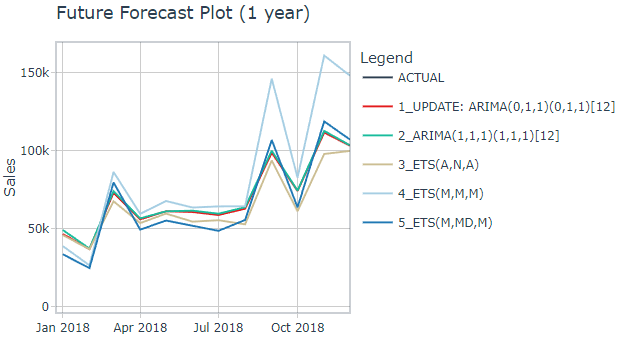 Future Forecast Plot (1 year)
Legend
ACTUAL
1_UPDATE: ARIMA(0,1,1)(0,1,1)[12]
2_ARIMA(1,1,1)(1,1,1)[12]
3_ETS(A,N,A)
4_ETS(M,M,M)
5_ETS(M,MD,M)
Sales
150k
100k
50k
0
Jan 2018
Apr 2018
Jul 2018
Oct 2018